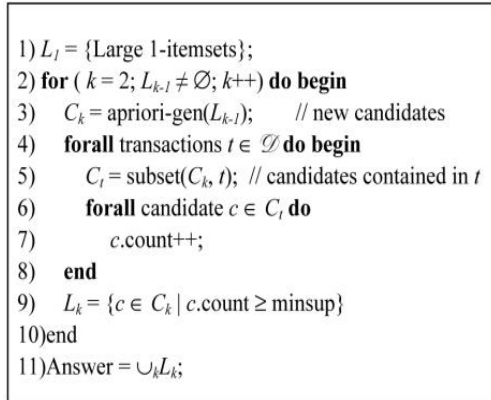 1) L₁ = {Large 1-itemsets};
2) for ( k = 2; Lₖ₋₁ ≠ ∅; k++) do begin
3) Cₖ = apriori-gen(Lₖ₋₁); // new candidates
4) forall transactions t ∈ 𝒟 do begin
5) Cₜ = subset(Cₖ, t); // candidates contained in t
6) forall candidate c ∈ Cₜ do
7) c.count++;
8) end
9) Lₖ = {c ∈ Cₖ | c.count ≥ minsup}
10)end
11)Answer = ∪ₖLₖ;